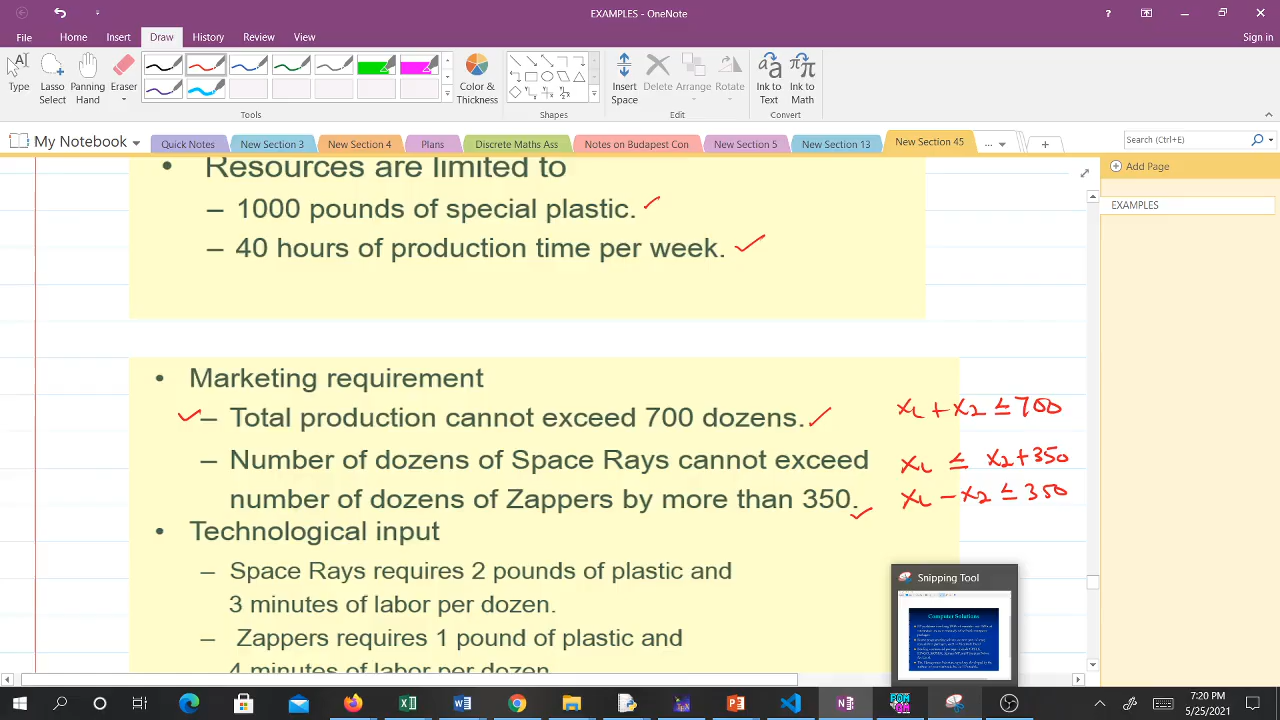 EXAMPLES - OneNote
File Home Insert Draw History Review View
Sign in
Type Lasso Select Panning Hand Eraser
Color & Thickness
Insert Space Delete Arrange Rotate
Ink to Text Ink to Math
Tools Shapes Edit Convert
My Notebook Quick Notes New Section 3 New Section 4 Plans Discrete Maths Ass Notes on Budapest Con New Section 5 New Section 13 New Section 45
Search (Ctrl+E)
Add Page
EXAMPLES
• Resources are limited to
– 1000 pounds of special plastic.
– 40 hours of production time per week.
• Marketing requirement
– Total production cannot exceed 700 dozens.
x1 + x2 ≤ 700
– Number of dozens of Space Rays cannot exceed
x1 ≤ x2 + 350
number of dozens of Zappers by more than 350.
x1 - x2 ≤ 350
• Technological input
– Space Rays requires 2 pounds of plastic and
3 minutes of labor per dozen.
– Zappers requires 1 pound of plastic and
Snipping Tool
Computer Solutions
7:20 PM
5/25/2021